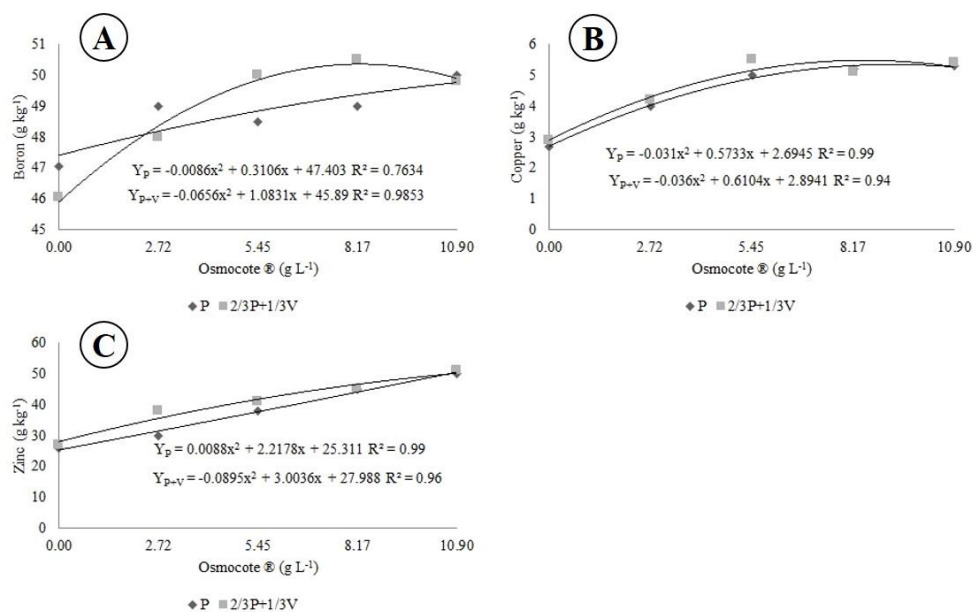 A
Boron (g kg-1)
51
50
49
48
47
46
45
YP = -0.0086x2 + 0.3106x + 47.403 R² = 0.7634
YP+V = -0.0656x2 + 1.0831x + 45.89 R² = 0.9853
0.00 2.72 5.45 8.17 10.90
Osmocote ® (g L-1)
P 2/3P+1/3V
B
Copper (g kg-1)
6
5
4
3
2
1
0
YP = -0.031x2 + 0.5733x + 2.6945 R² = 0.99
YP+V = -0.036x2 + 0.6104x + 2.8941 R² = 0.94
0.00 2.72 5.45 8.17 10.90
Osmocote ® (g L-1)
P 2/3P+1/3V
C
Zinc (g kg-1)
60
50
40
30
20
10
0
YP = 0.0088x2 + 2.2178x + 25.311 R² = 0.99
YP+V = -0.0895x2 + 3.0036x + 27.988 R² = 0.96
0.00 2.72 5.45 8.17 10.90
Osmocote ® (g L-1)
P 2/3P+1/3V